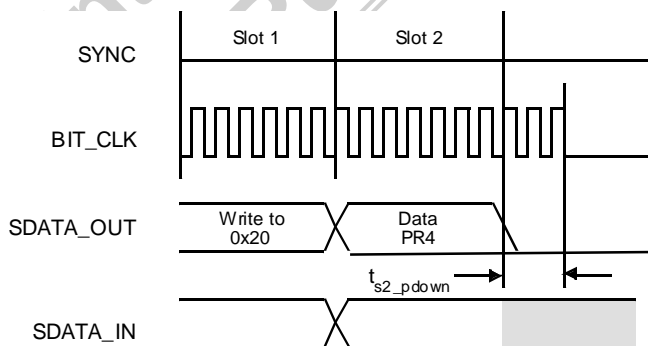 Slot 1 Slot 2
SYNC
BIT_CLK
SDATA_OUT
Write to
0x20
Data
PR4
ts2_pdown
SDATA_IN